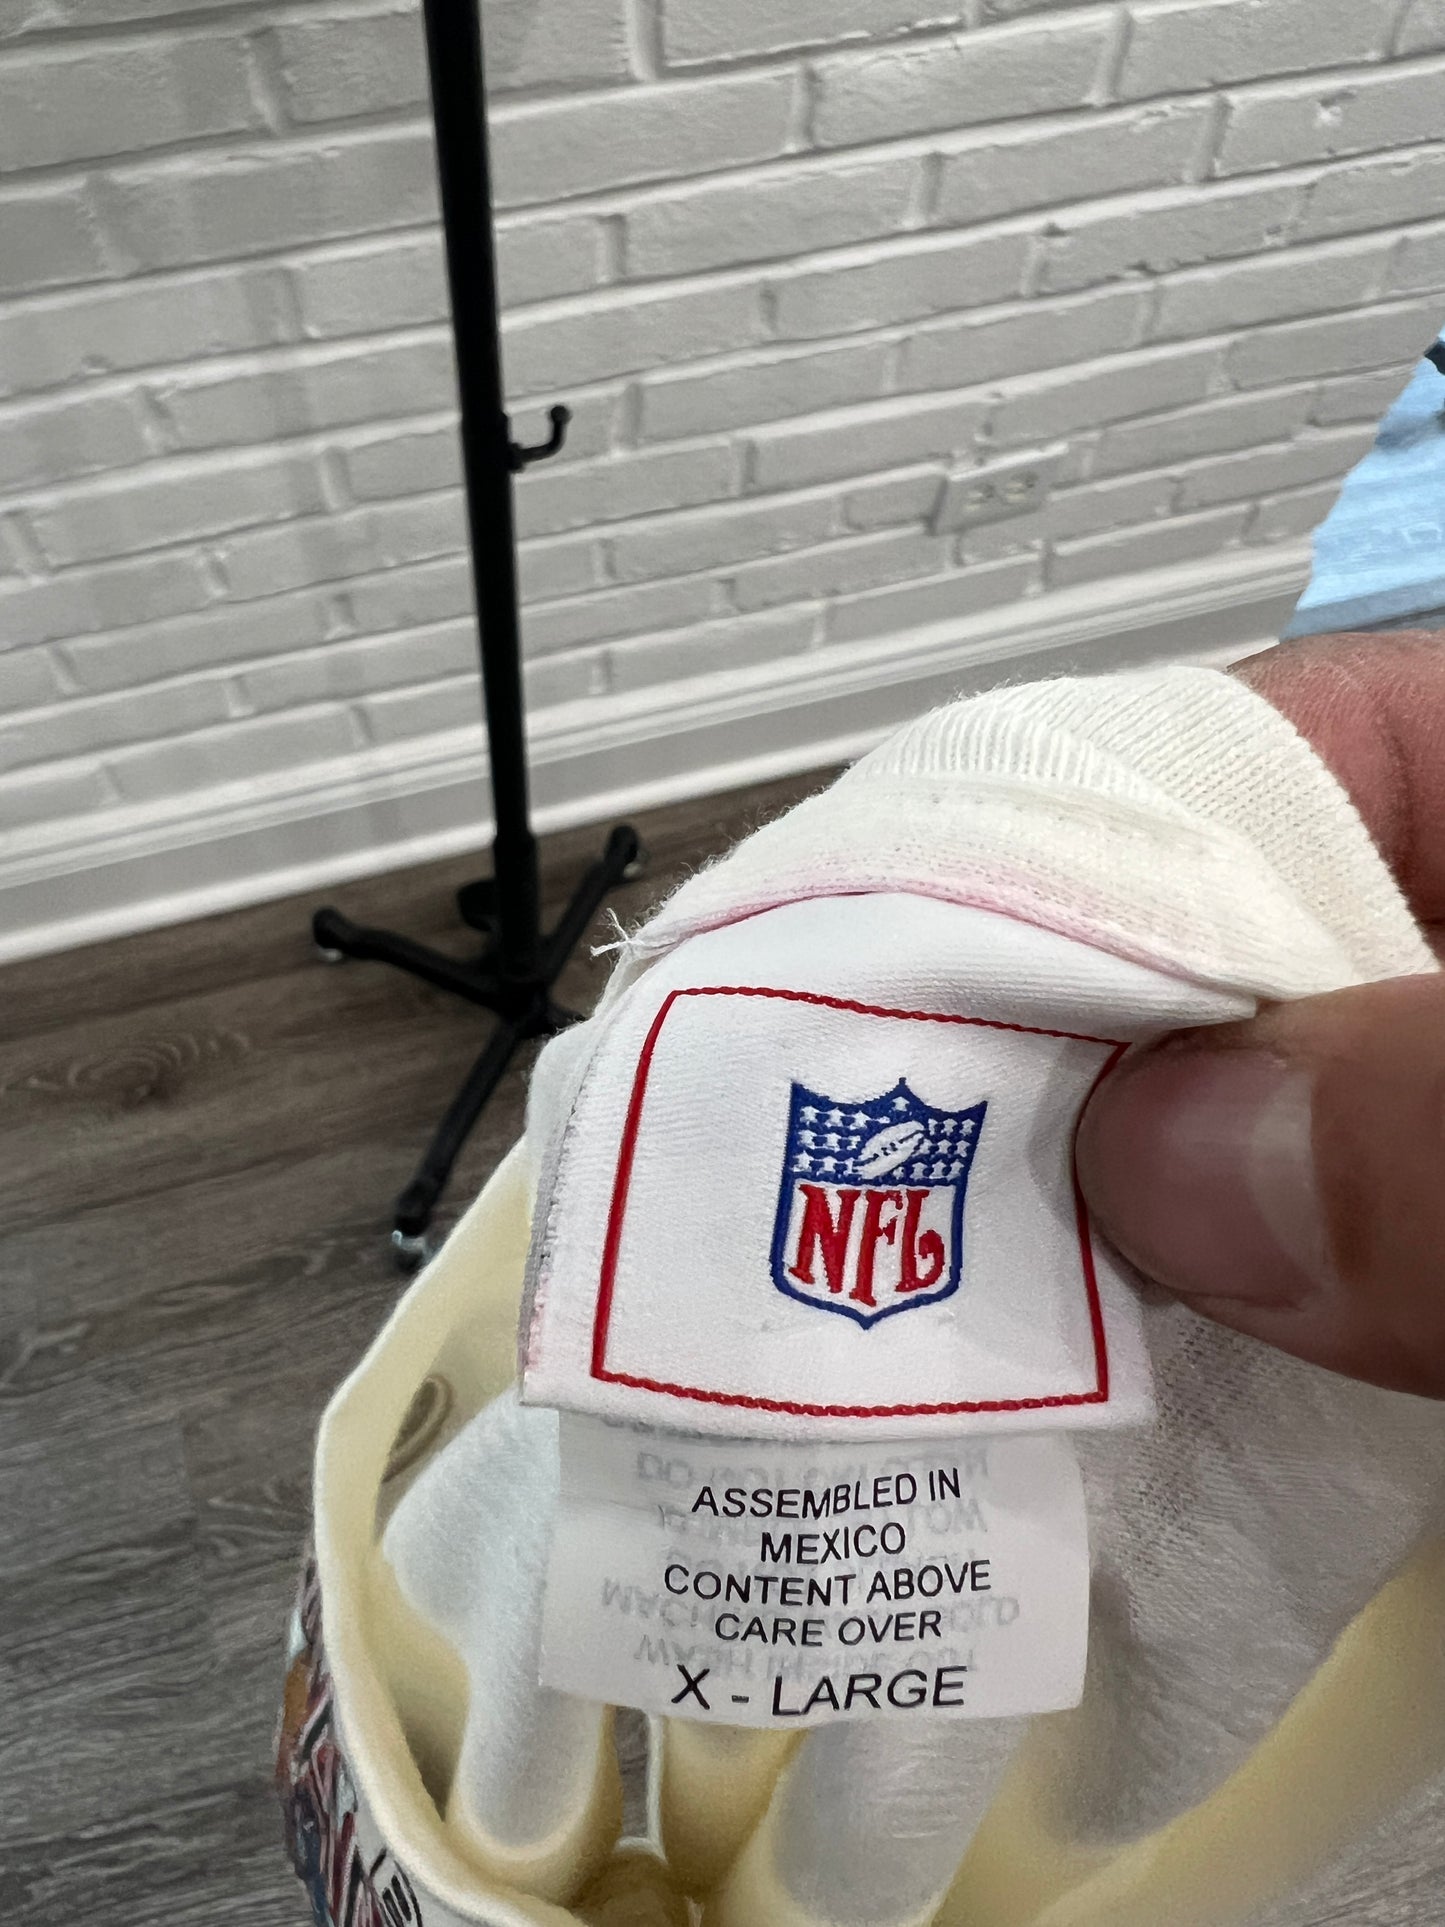 NFL
ASSEMBLED IN
MEXICO
CONTENT ABOVE
CARE OVER
X - LARGE